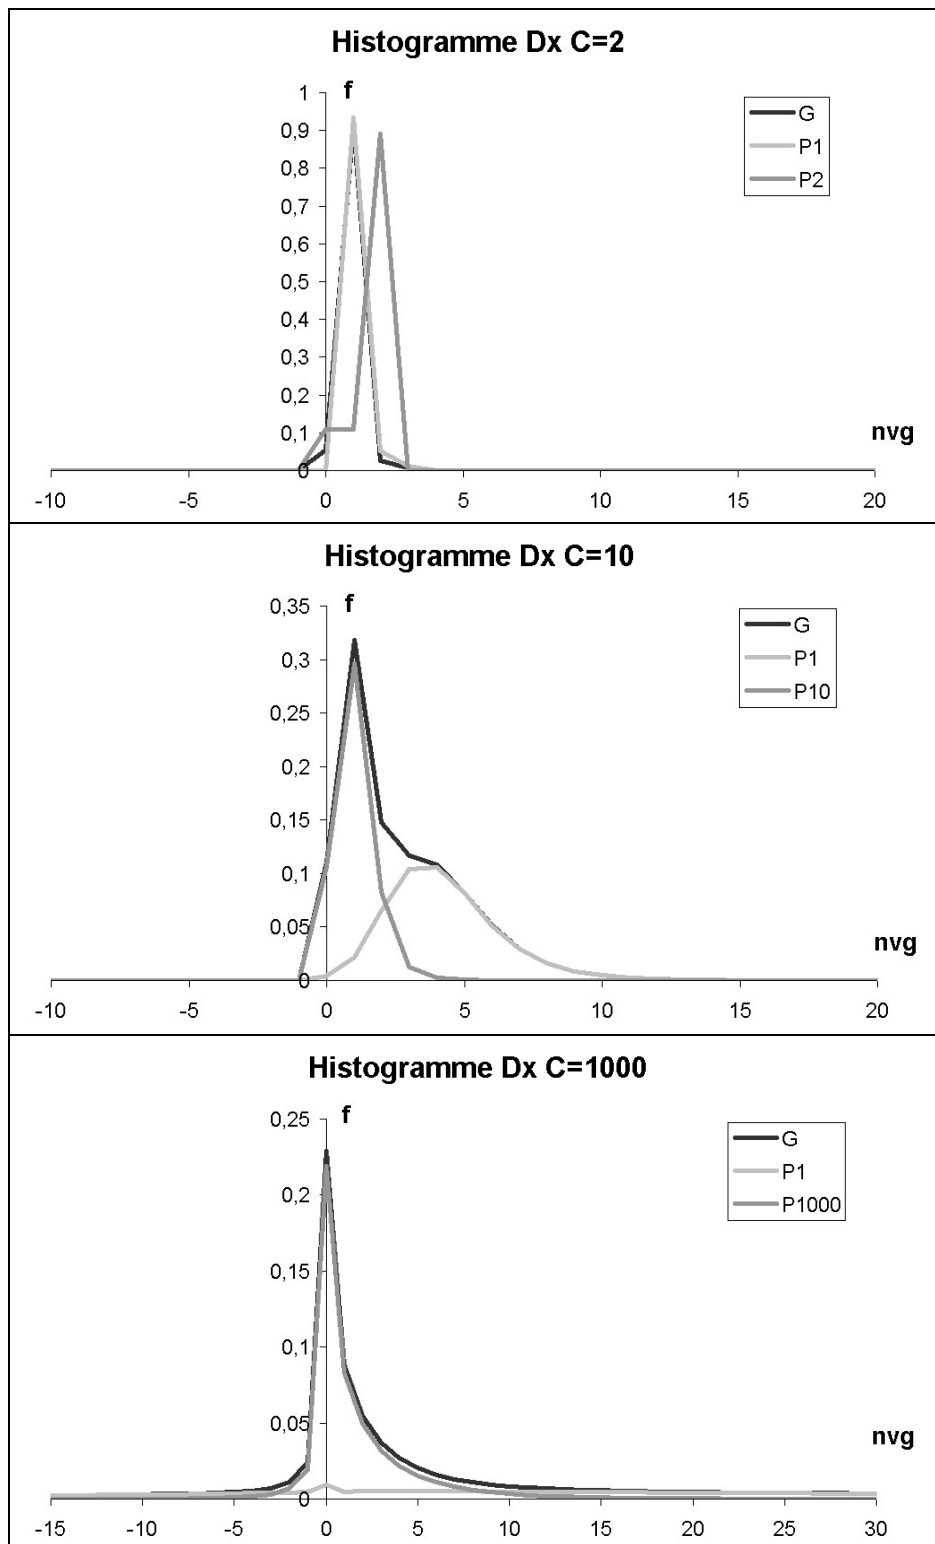 Histogramme Dx C=2
f
1
0,9
0,8
0,7
0,6
0,5
0,4
0,3
0,2
0,1
0
-10 -5 0 5 10 15 20
nvg
G
P1
P2
Histogramme Dx C=10
f
0,35
0,3
0,25
0,2
0,15
0,1
0,05
0
-10 -5 0 5 10 15 20
nvg
G
P1
P10
Histogramme Dx C=1000
f
0,25
0,2
0,15
0,1
0,05
0
-15 -10 -5 0 5 10 15 20 25 30
nvg
G
P1
P1000